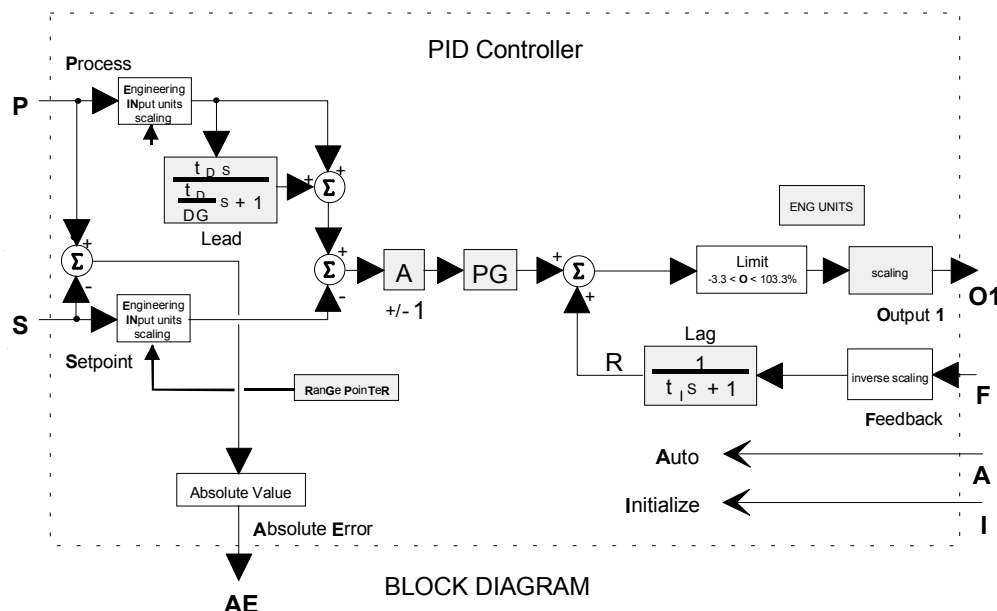 PID Controller
Process
P
Engineering
INput units
scaling
t D S
t D
DG
S + 1
Lead
+
+
Σ
+
Σ
-
+
Σ
-
A
+/- 1
PG
+
Σ
+
ENG UNITS
Limit
-3.3 < O < 103.3%
scaling
O1
Output 1
S
Engineering
INput units
scaling
Setpoint
RanGe PoinTeR
Lag
R
1
t I S + 1
inverse scaling
F
Feedback
Auto
A
Initialize
I
Absolute Value
Absolute Error
AE
BLOCK DIAGRAM